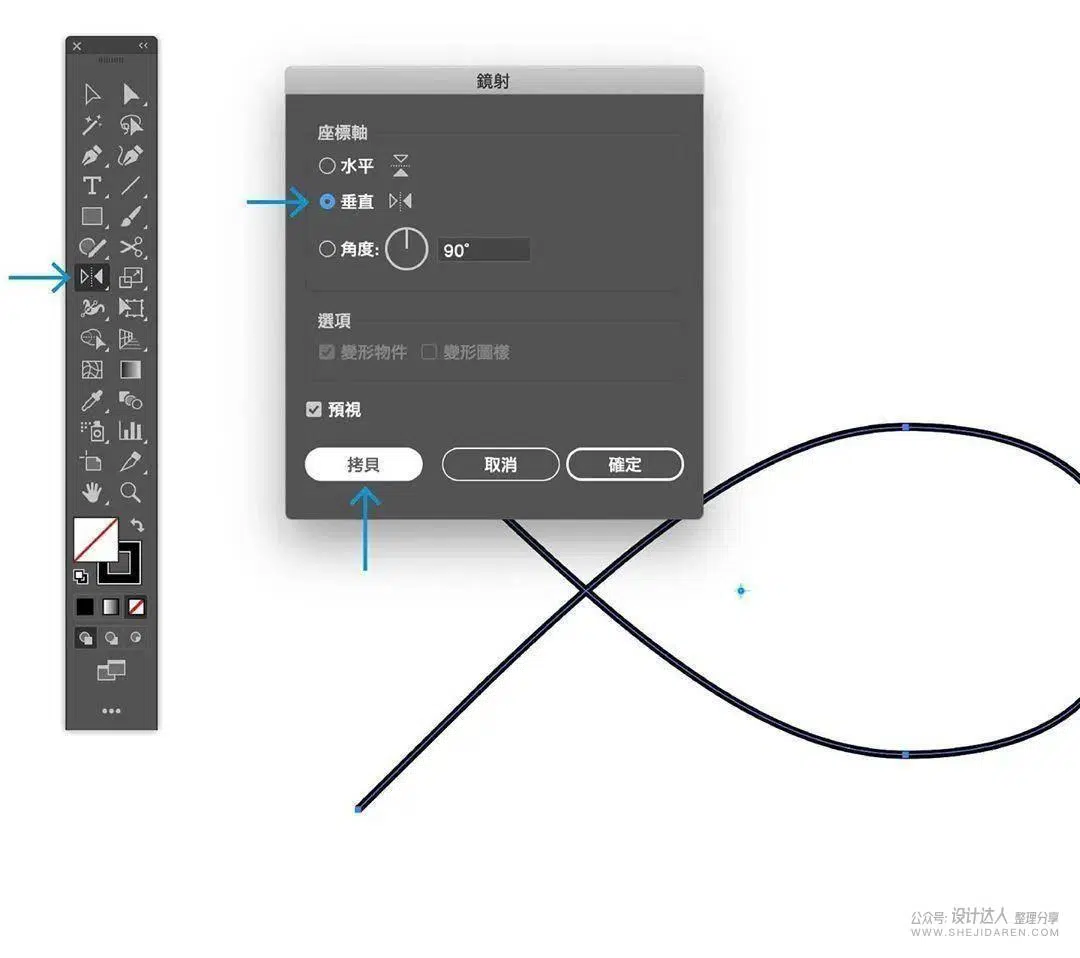 鏡射
座標軸
水平
垂直
角度: 90°
選項
變形物件 變形圖樣
預視
拷貝 取消 確定
公众号: 设计达人 整理分享
WWW.SHEJIDAREN.COM